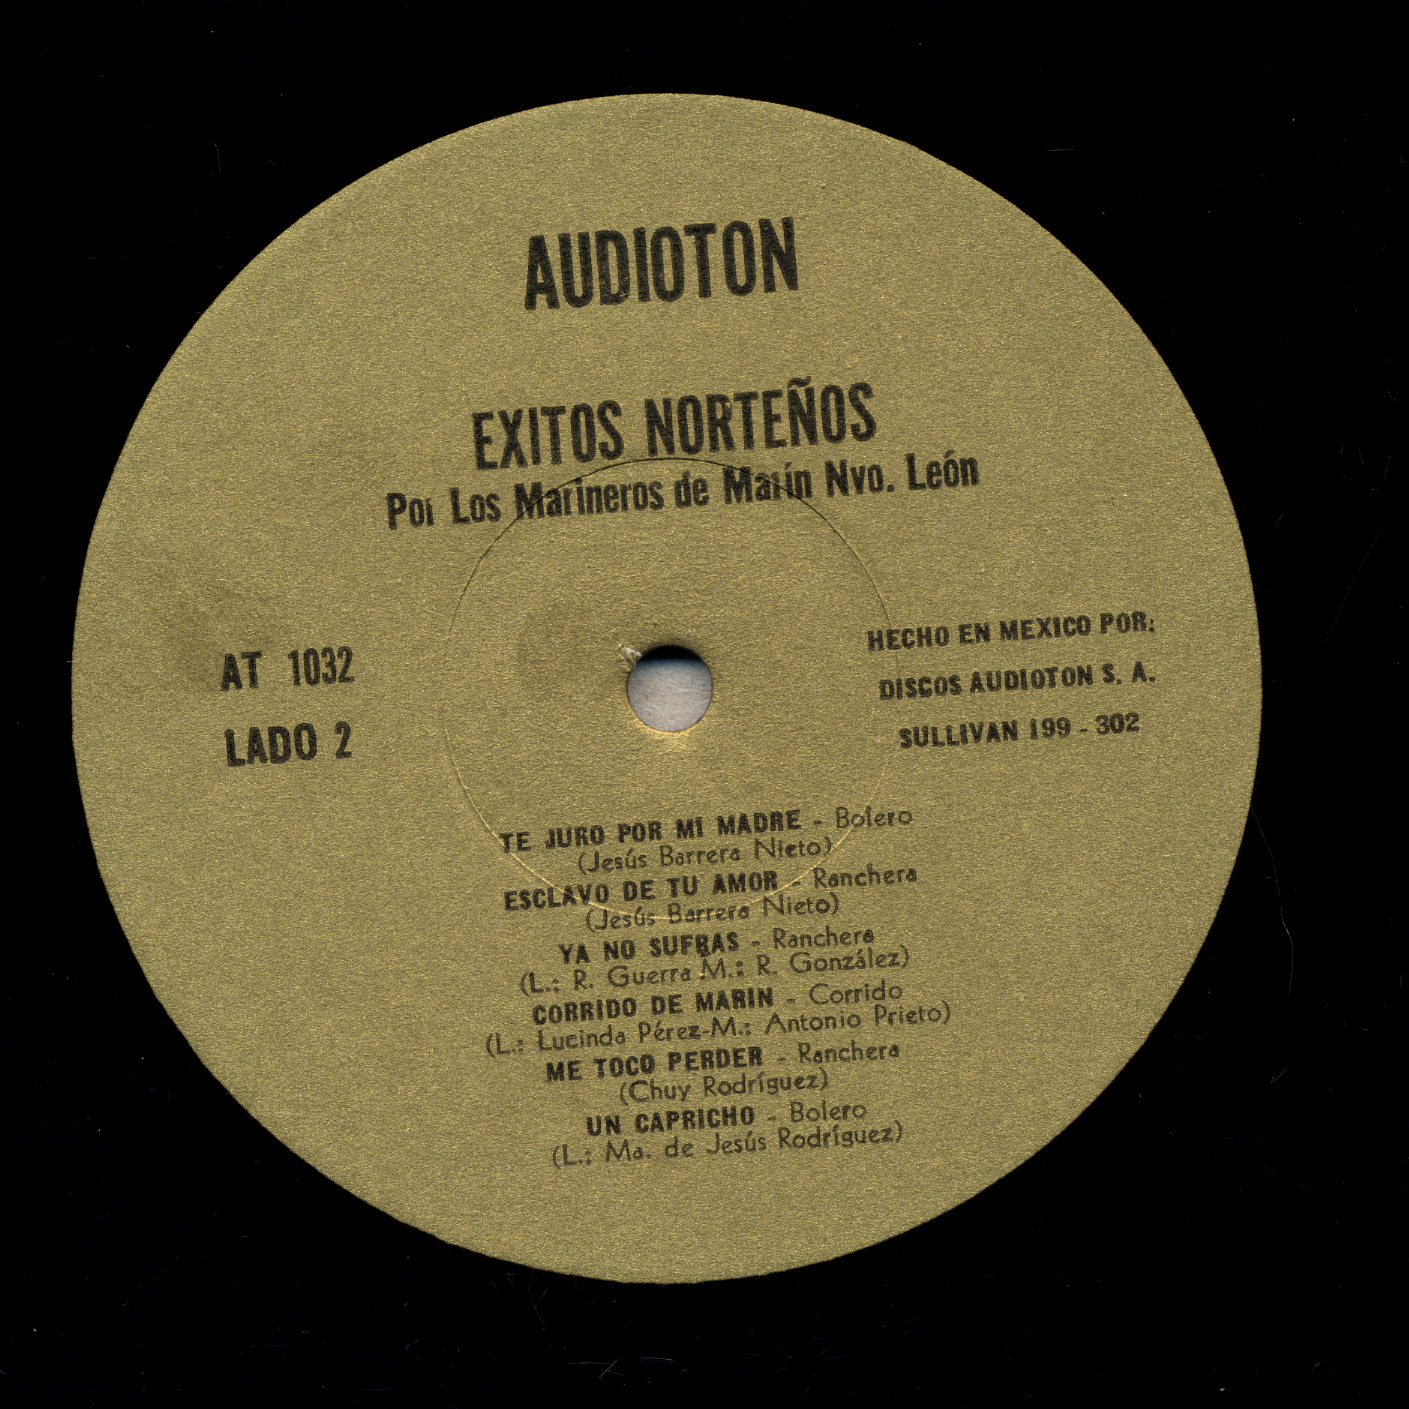 AUDIOTON
EXITOS NORTEÑOS
Por Los Marineros de Marín Nvo. León
AT 1032
LADO 2
HECHO EN MEXICO POR:
DISCOS AUDIOTON S. A.
SULLIVAN 199 - 302
TE JURO POR MI MADRE - Bolero
(Jesús Barrera Nieto)
ESCLAVO DE TU AMOR - Ranchera
(Jesús Barrera Nieto)
YA NO SUFRAS - Ranchera
(L.: R. Guerra M.: R. González)
CORRIDO DE MARIN - Corrido
(L.: Lucinda Pérez-M.: Antonio Prieto)
ME TOCO PERDER - Ranchera
(Chuy Rodríguez)
UN CAPRICHO - Bolero
(L.: Ma. de Jesús Rodríguez)